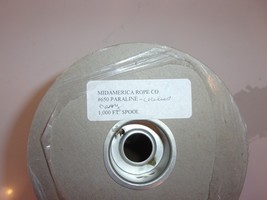 MIDAMERICA ROPE CO.
#650 PARALINE
1,000 FT. SPOOL